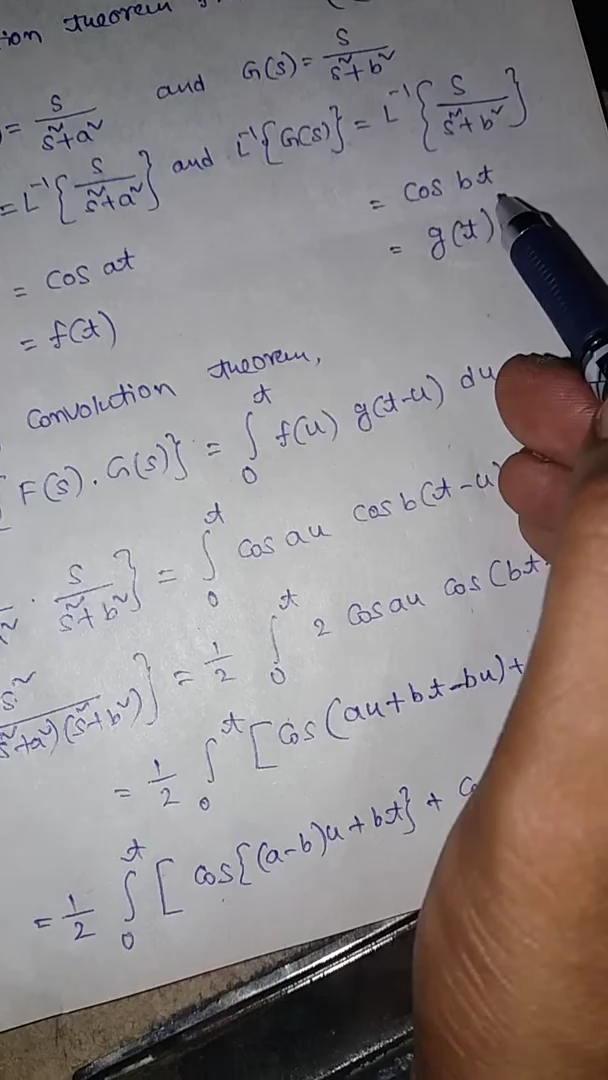 ion theorem
= s/(s²+a²) and G(s) = s/(s²+b²)
= L⁻¹{s/(s²+a²)} and L⁻¹{G(s)} = L⁻¹{s/(s²+b²)}
= cos at = cos bt
= f(t) = g(t)
Convolution theorem,
F(s).G(s)} = ∫₀ᵗ f(u) g(t-u) du
. s/(s²+b²)} = ∫₀ᵗ cos au cos b(t-u)
s²/(s²+a²)(s²+b²)} = 1/2 ∫₀ᵗ 2 cos au cos (bt-
= 1/2 ∫₀ᵗ [cos (au+bt-bu) +
= 1/2 ∫₀ᵗ [ cos{(a-b)u+bt} +